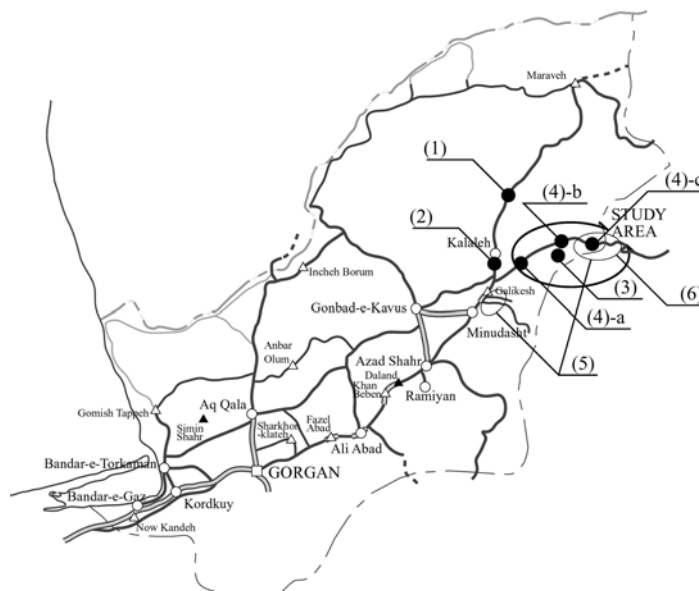 Maraveh
(1)
(4)-b
(4)-c
STUDY
AREA
(2)
Kalaleh
Incheh Borum
Galikesh
(3)
(6)
Gonbad-e-Kavus
(4)-a
Minudasht
Anbar
Olum
Azad Shahr
(5)
Daland
Khan
Beben
Ramiyan
Gomish Tappeh
Aq Qala
Simin
Shahr
Sharkhon
-klateh
Fazel
Abad
Ali Abad
Bandar-e-Torkaman
GORGAN
Bandar-e-Gaz
Kordkuy
Now Kandeh